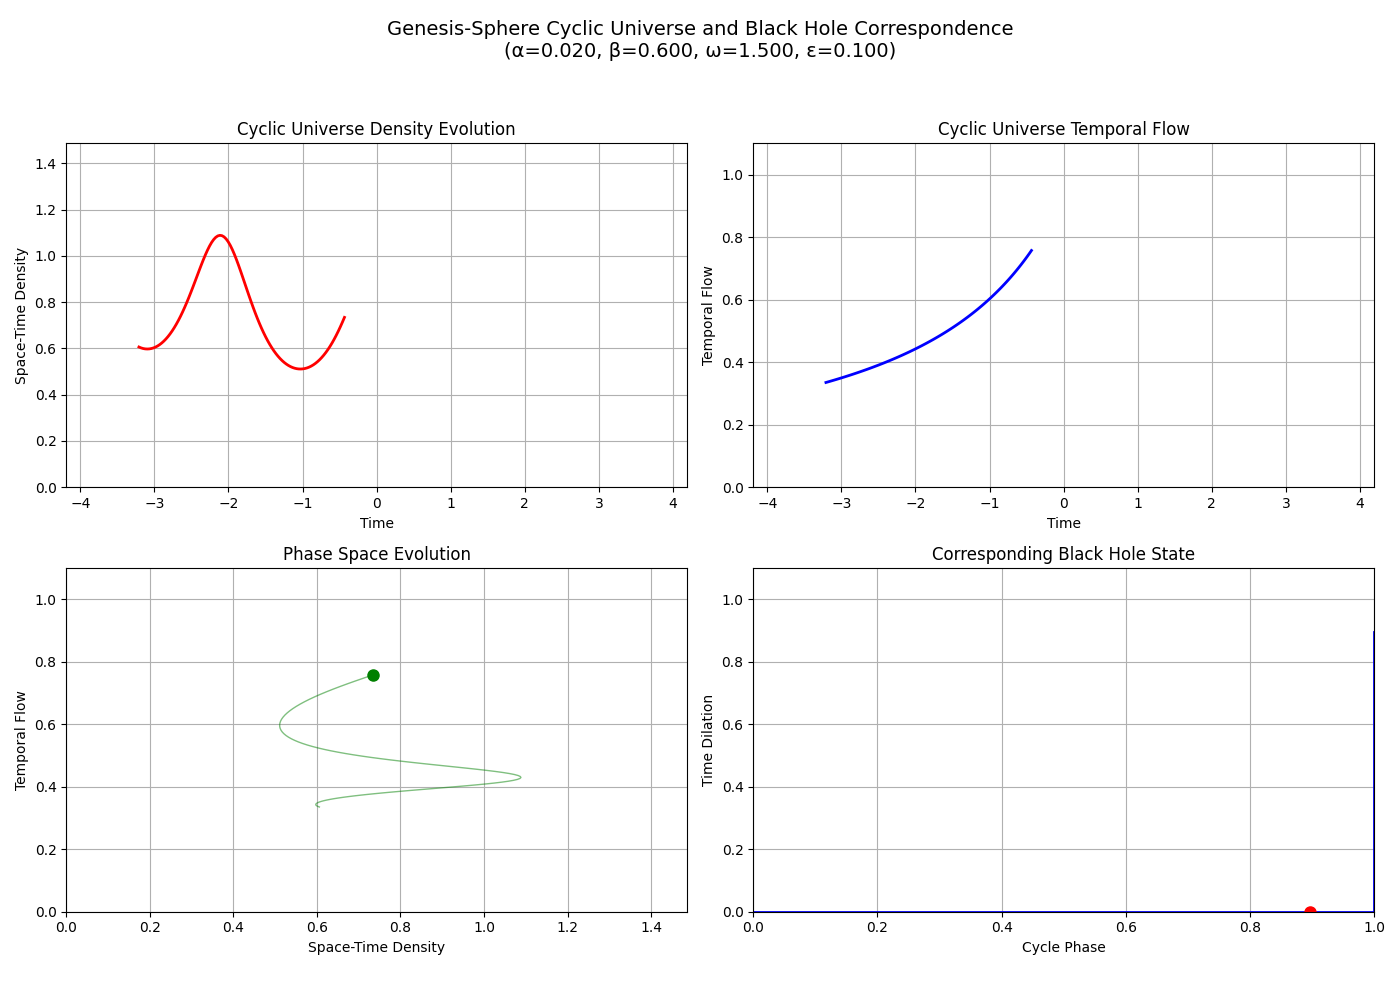 Genesis-Sphere Cyclic Universe and Black Hole Correspondence
(α=0.020, β=0.600, ω=1.500, ε=0.100)
Cyclic Universe Density Evolution
Space-Time Density
1.4
1.2
1.0
0.8
0.6
0.4
0.2
0.0
−4 −3 −2 −1 0 1 2 3 4
Time
Cyclic Universe Temporal Flow
Temporal Flow
1.0
0.8
0.6
0.4
0.2
0.0
−4 −3 −2 −1 0 1 2 3 4
Time
Phase Space Evolution
Temporal Flow
1.0
0.8
0.6
0.4
0.2
0.0
0.0 0.2 0.4 0.6 0.8 1.0 1.2 1.4
Space-Time Density
Corresponding Black Hole State
Time Dilation
1.0
0.8
0.6
0.4
0.2
0.0
0.0 0.2 0.4 0.6 0.8 1.0
Cycle Phase